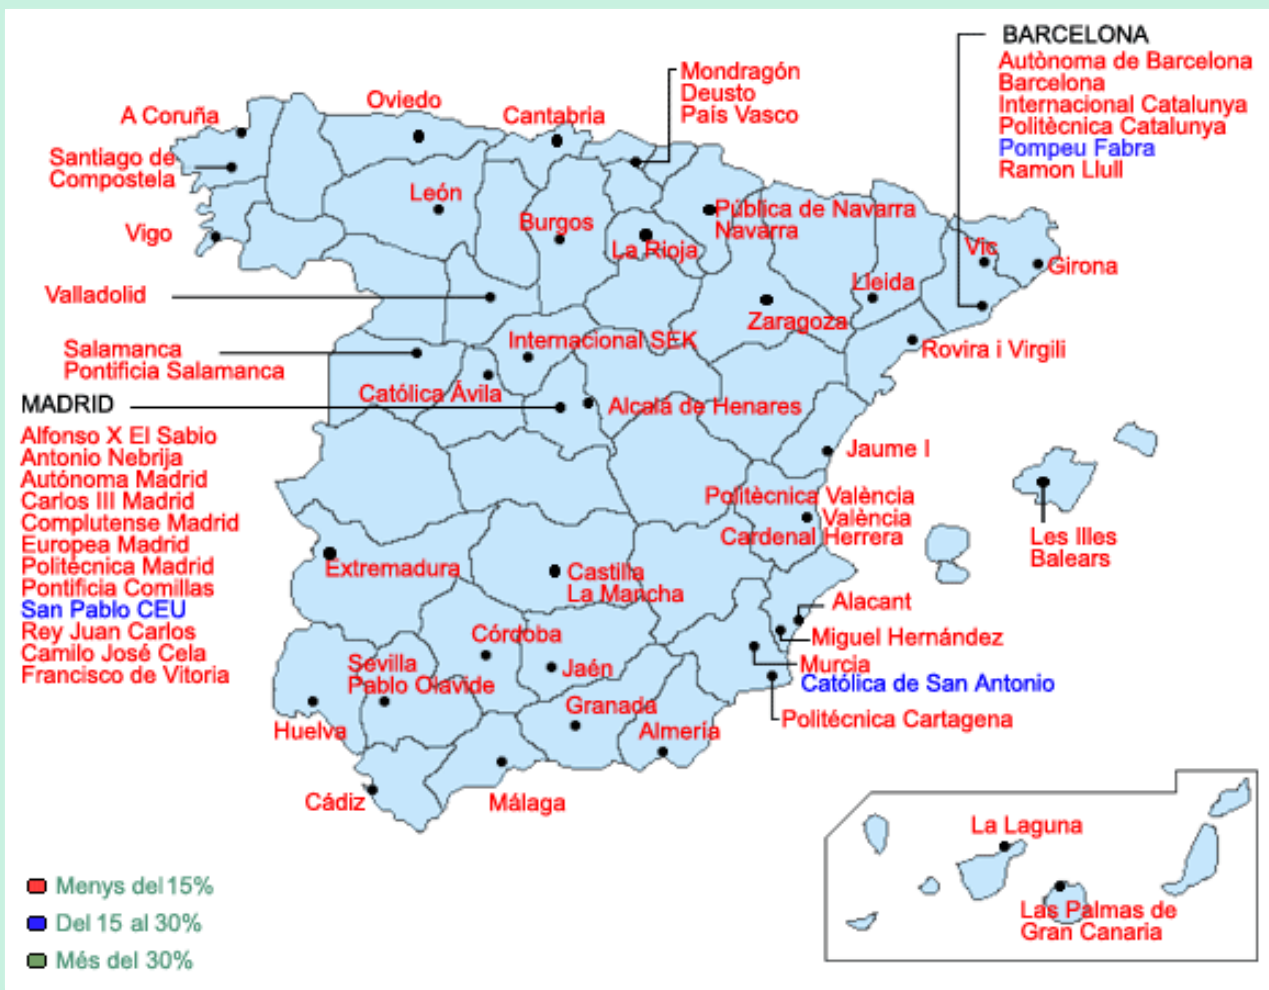 BARCELONA
Autònoma de Barcelona
Barcelona
Internacional Catalunya
Politècnica Catalunya
Pompeu Fabra
Ramon Llull
Mondragón
Deusto
País Vasco
Oviedo
Cantabria
A Coruña
Santiago de
Compostela
León
Burgos
Pública de Navarra
Navarra
La Rioja
Vigo
Vic
Girona
Lleida
Valladolid
Zaragoza
Internacional SEK
Rovira i Virgili
Salamanca
Pontificia Salamanca
Católica Ávila
MADRID
Alfonso X El Sabio
Antonio Nebrija
Autónoma Madrid
Carlos III Madrid
Complutense Madrid
Europea Madrid
Politécnica Madrid
Pontificia Comillas
San Pablo CEU
Rey Juan Carlos
Camilo José Cela
Francisco de Vitoria
Alcalá de Henares
Jaume I
Politècnica València
València
Cardenal Herrera
Les Illes
Balears
Extremadura
Castilla
La Mancha
Alacant
Miguel Hernández
Murcia
Católica de San Antonio
Politécnica Cartagena
Córdoba
Sevilla
Pablo Olavide
Jaén
Granada
Almería
Huelva
Cádiz
Málaga
La Laguna
Las Palmas de
Gran Canaria
Menys del 15%
Del 15 al 30%
Més del 30%